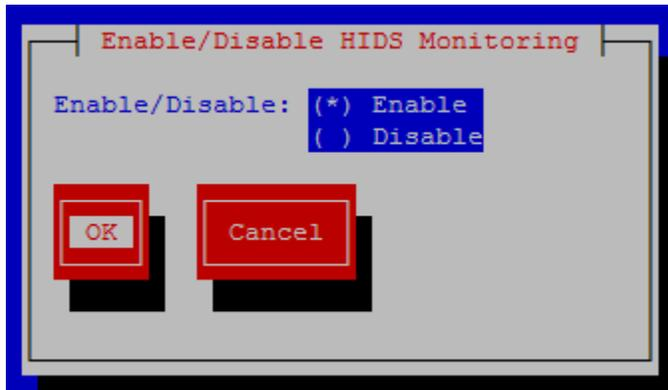 Enable/Disable HIDS Monitoring
Enable/Disable: (*) Enable
( ) Disable
OK Cancel